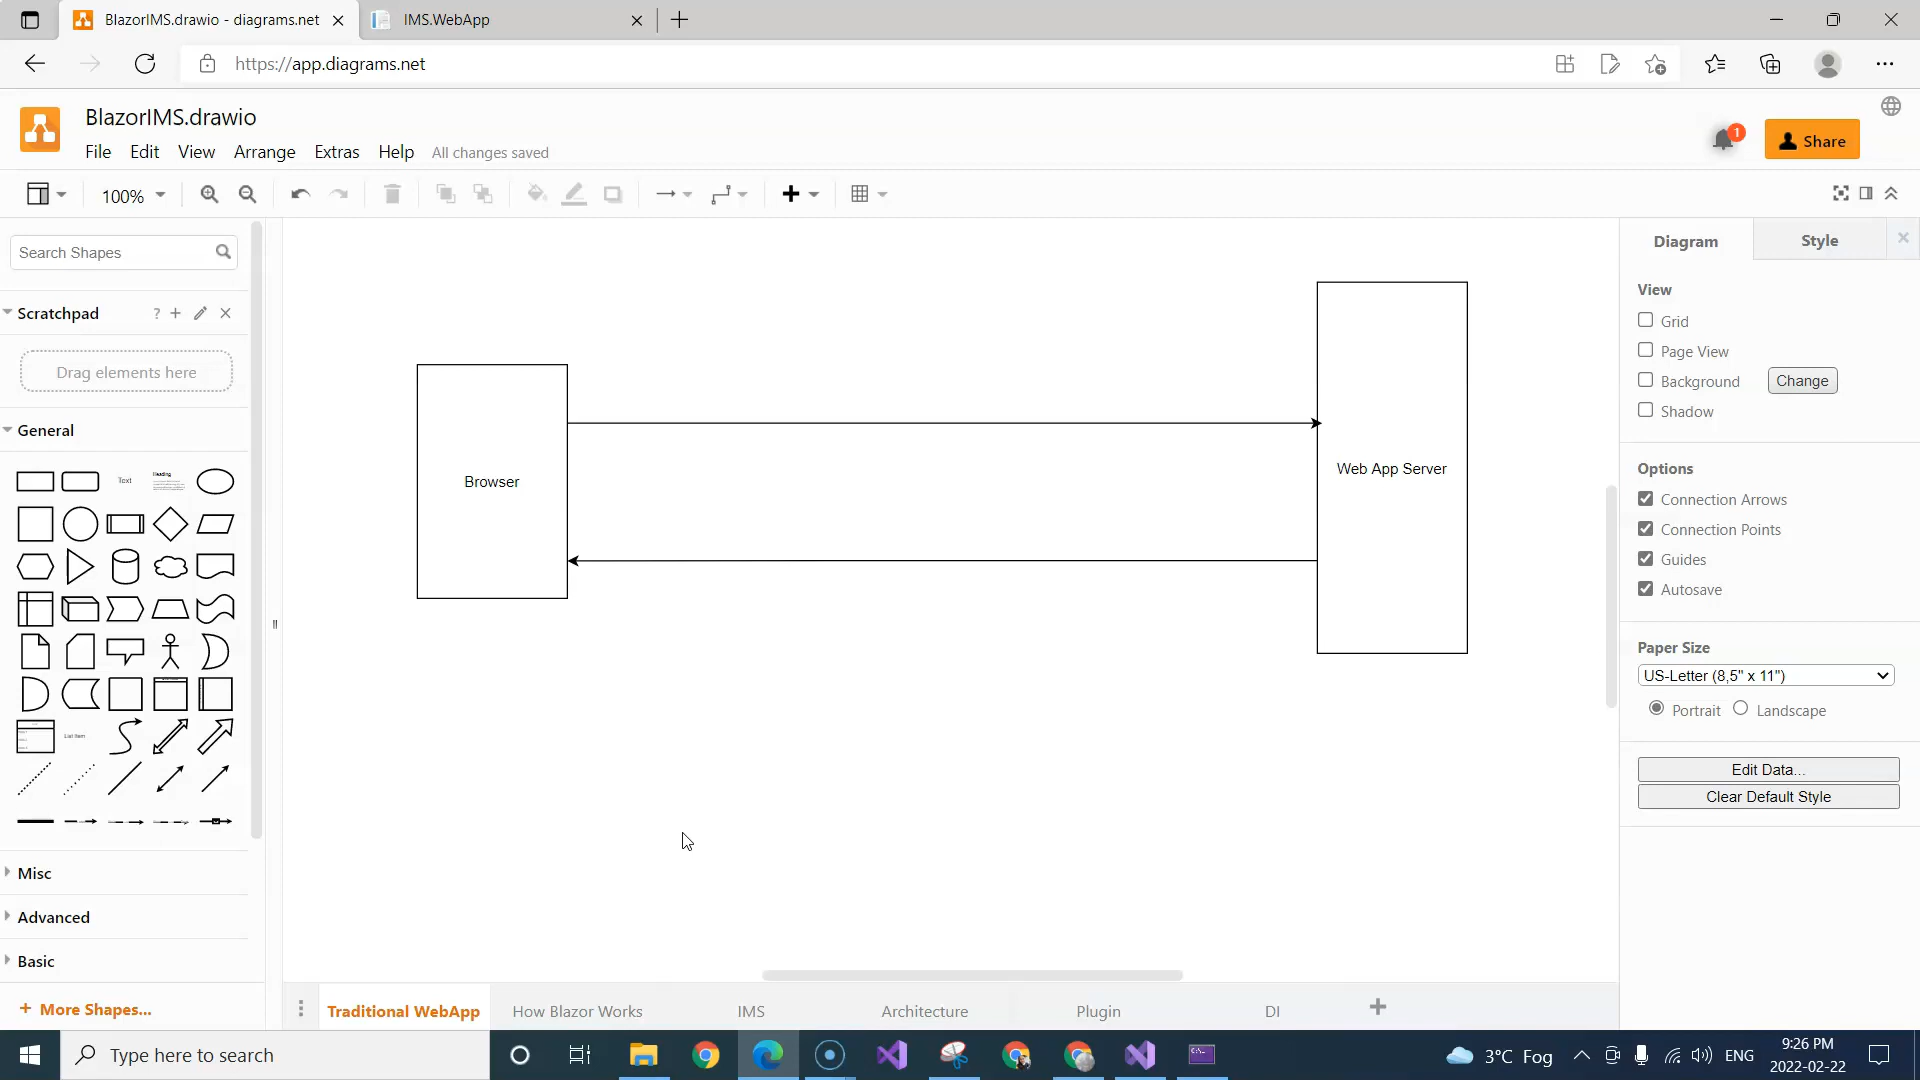 BlazorIMS.drawio - diagrams.net
IMS.WebApp
https://app.diagrams.net
BlazorIMS.drawio
File Edit View Arrange Extras Help All changes saved
1
Share
100%
Search Shapes
Scratchpad
?
Drag elements here
General
Text
Heading
List Item
Misc
Advanced
Basic
+ More Shapes...
Browser
Web App Server
Diagram
Style
View
Grid
Page View
Background
Change
Shadow
Options
Connection Arrows
Connection Points
Guides
Autosave
Paper Size
US-Letter (8,5" x 11")
Portrait
Landscape
Edit Data...
Clear Default Style
Traditional WebApp
How Blazor Works
IMS
Architecture
Plugin
DI
Type here to search
3°C Fog
ENG
9:26 PM
2022-02-22